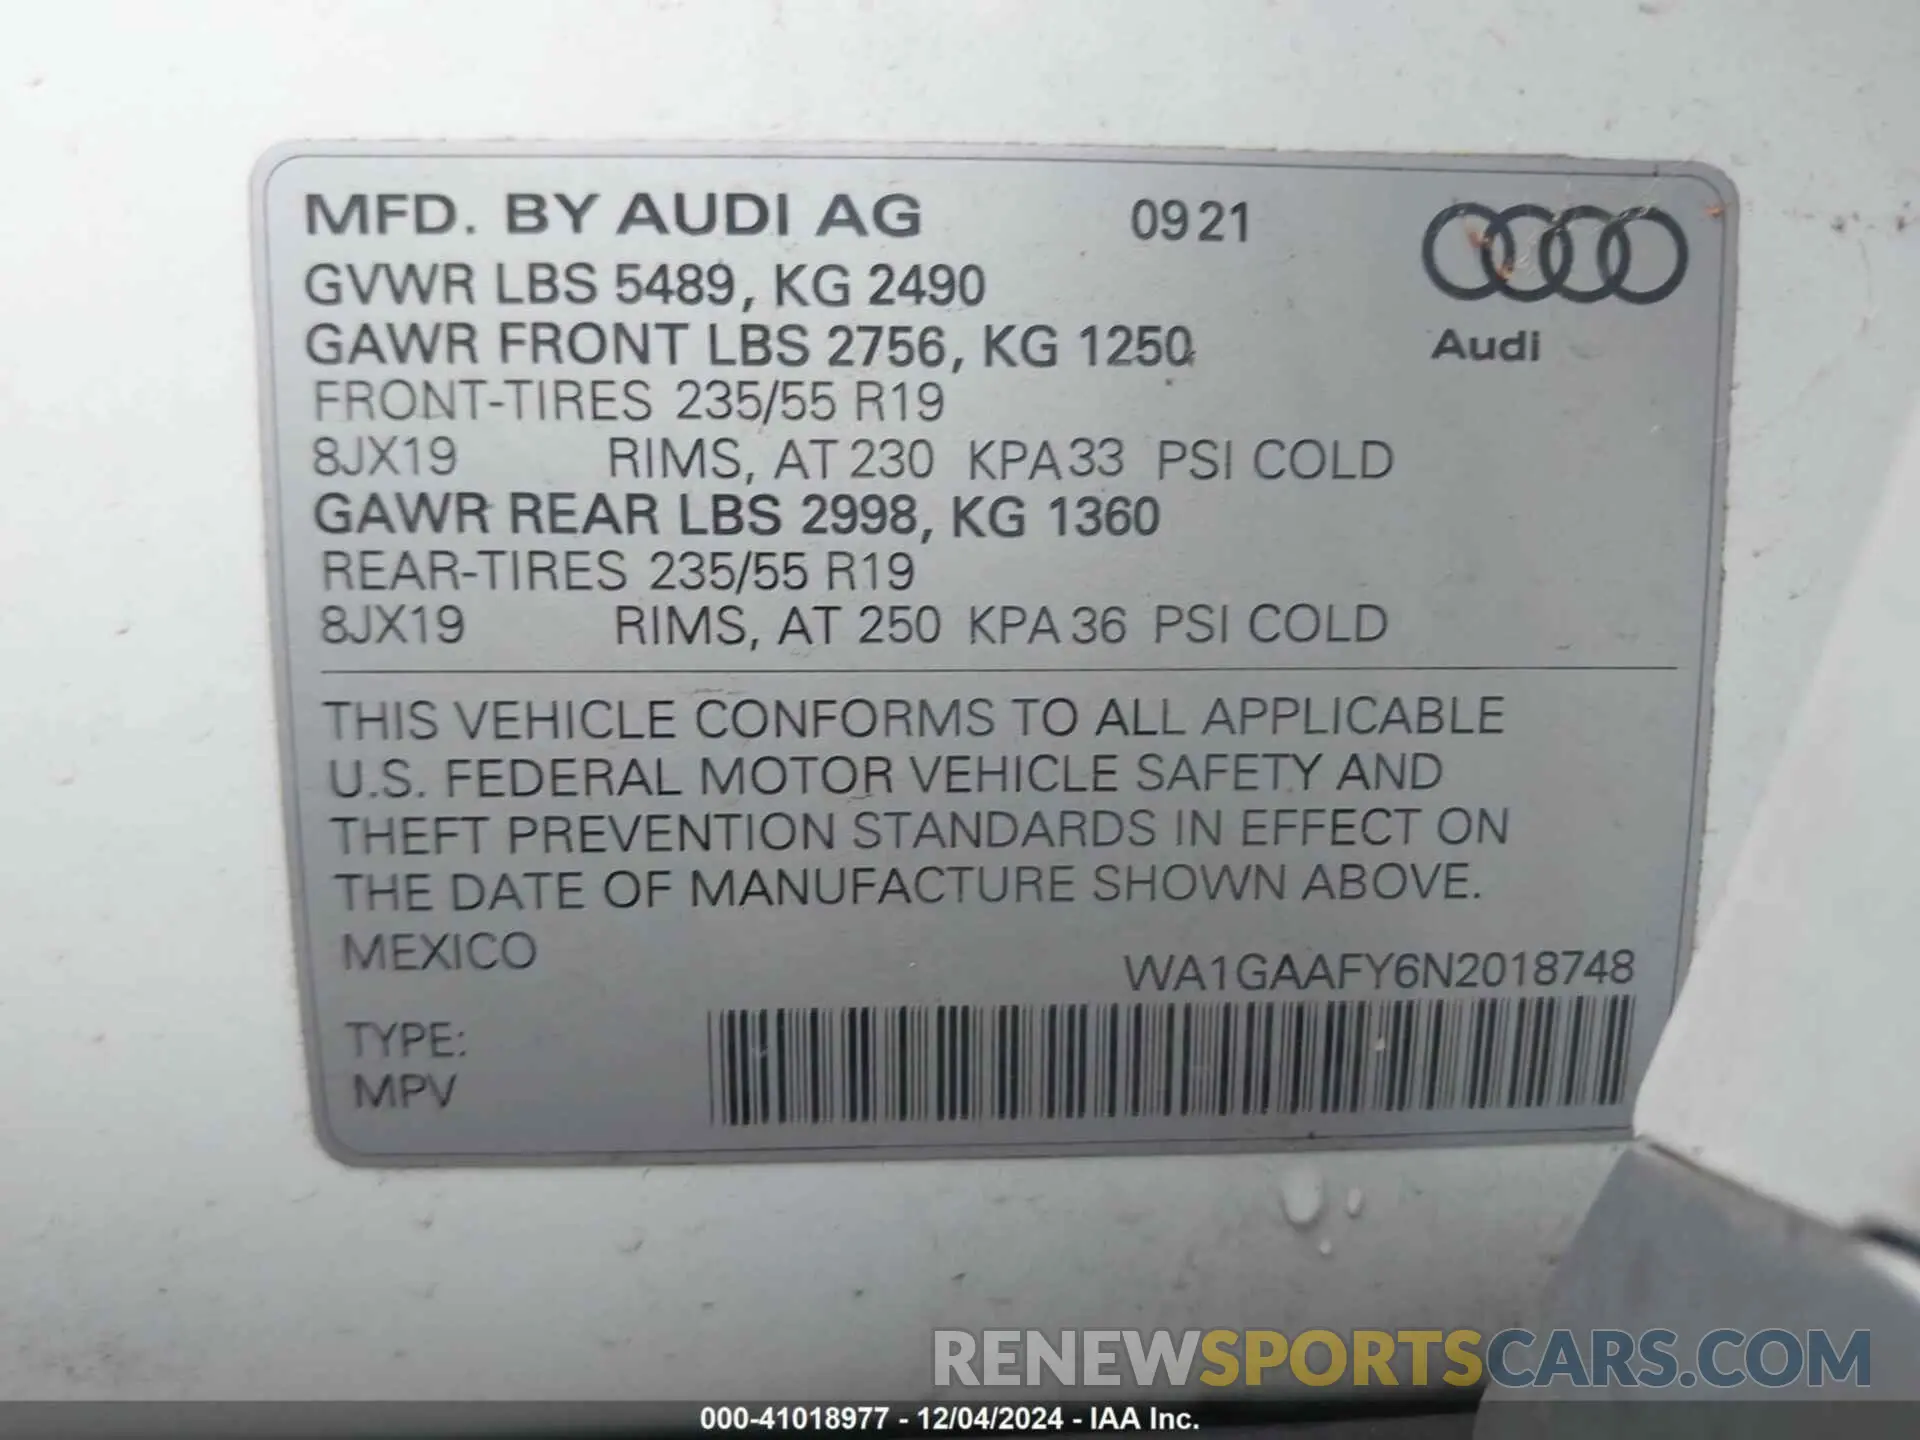 MFD. BY AUDI AG 09 21
GVWR LBS 5489, KG 2490
GAWR FRONT LBS 2756, KG 1250
Audi
FRONT-TIRES 235/55 R19
8JX19 RIMS, AT 230 KPA 33 PSI COLD
GAWR REAR LBS 2998, KG 1360
REAR-TIRES 235/55 R19
8JX19 RIMS, AT 250 KPA 36 PSI COLD
THIS VEHICLE CONFORMS TO ALL APPLICABLE
U.S. FEDERAL MOTOR VEHICLE SAFETY AND
THEFT PREVENTION STANDARDS IN EFFECT ON
THE DATE OF MANUFACTURE SHOWN ABOVE.
MEXICO
WA1GAAFY6N2018748
TYPE:
MPV
RENEWSPORTSCARS.COM
000-41018977 - 12/04/2024 - IAA Inc.